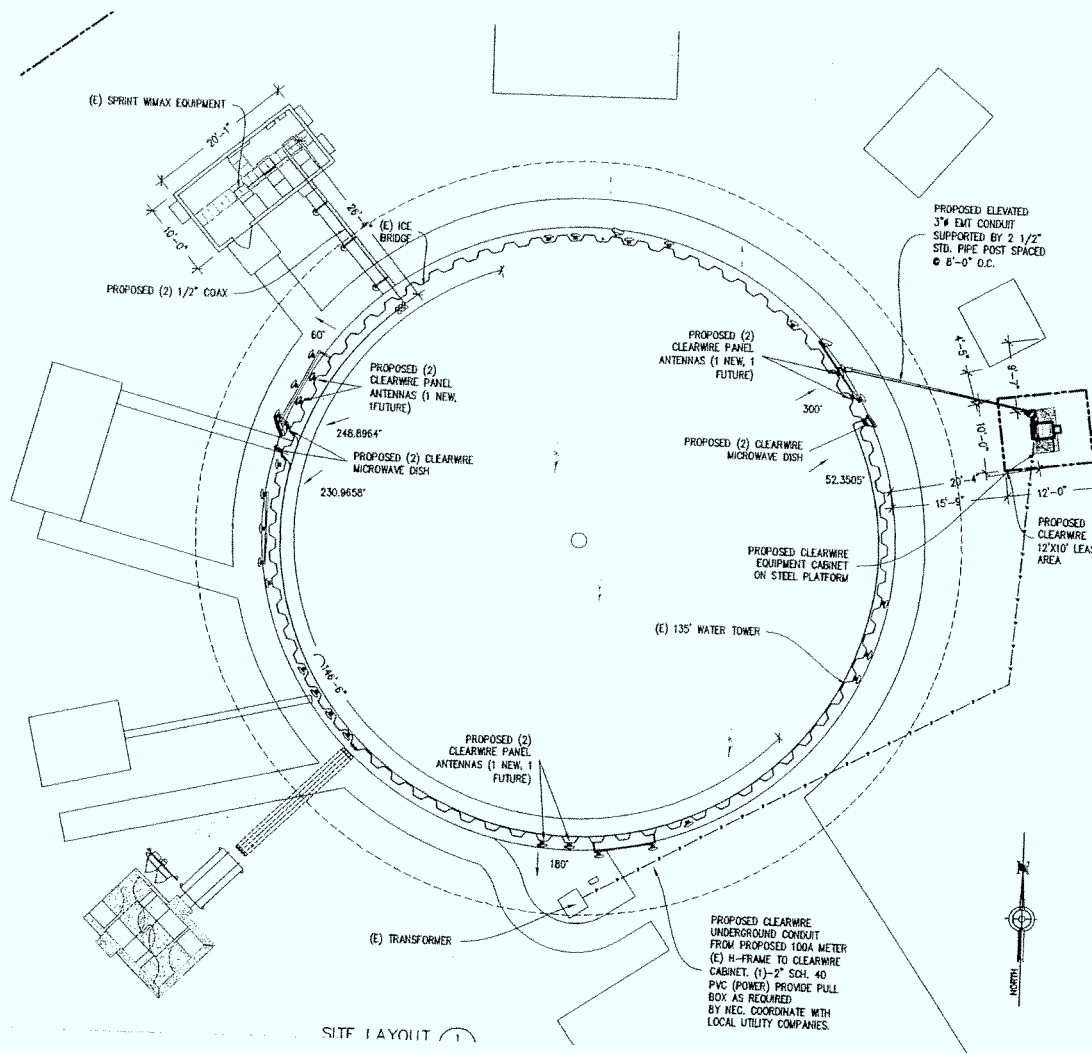 (E) SPRINT WIMAX EQUIPMENT
20'-1"
10'-0"
(E) ICE
BRIDGE
PROPOSED (2) 1/2" COAX
60°
PROPOSED (2)
CLEARWIRE PANEL
ANTENNAS (1 NEW,
1FUTURE)
248.8964°
PROPOSED (2) CLEARWIRE
MICROWAVE DISH
230.9658°
PROPOSED (2)
CLEARWIRE PANEL
ANTENNAS (1 NEW, 1
FUTURE)
300°
PROPOSED (2) CLEARWIRE
MICROWAVE DISH
52.3505°
PROPOSED ELEVATED
3"ø EMT CONDUIT
SUPPORTED BY 2 1/2"
STD. PIPE POST SPACED
@ 8'-0" O.C.
4'-5"
9'-7"
10'-0"
20'-4"
15'-9"
12'-0"
PROPOSED
CLEARWIRE
12'X10' LEAS
AREA
PROPOSED CLEARWIRE
EQUIPMENT CABINET
ON STEEL PLATFORM
(E) 135' WATER TOWER
146'-6"
PROPOSED (2)
CLEARWIRE PANEL
ANTENNAS (1 NEW, 1
FUTURE)
180°
(E) TRANSFORMER
PROPOSED CLEARWIRE
UNDERGROUND CONDUIT
FROM PROPOSED 100A METER
(E) H-FRAME TO CLEARWIRE
CABINET. (1)-2" SCH. 40
PVC (POWER) PROVIDE PULL
BOX AS REQUIRED
BY NEC. COORDINATE WITH
LOCAL UTILITY COMPANIES.
N
NORTH
SITE LAYOUT 1